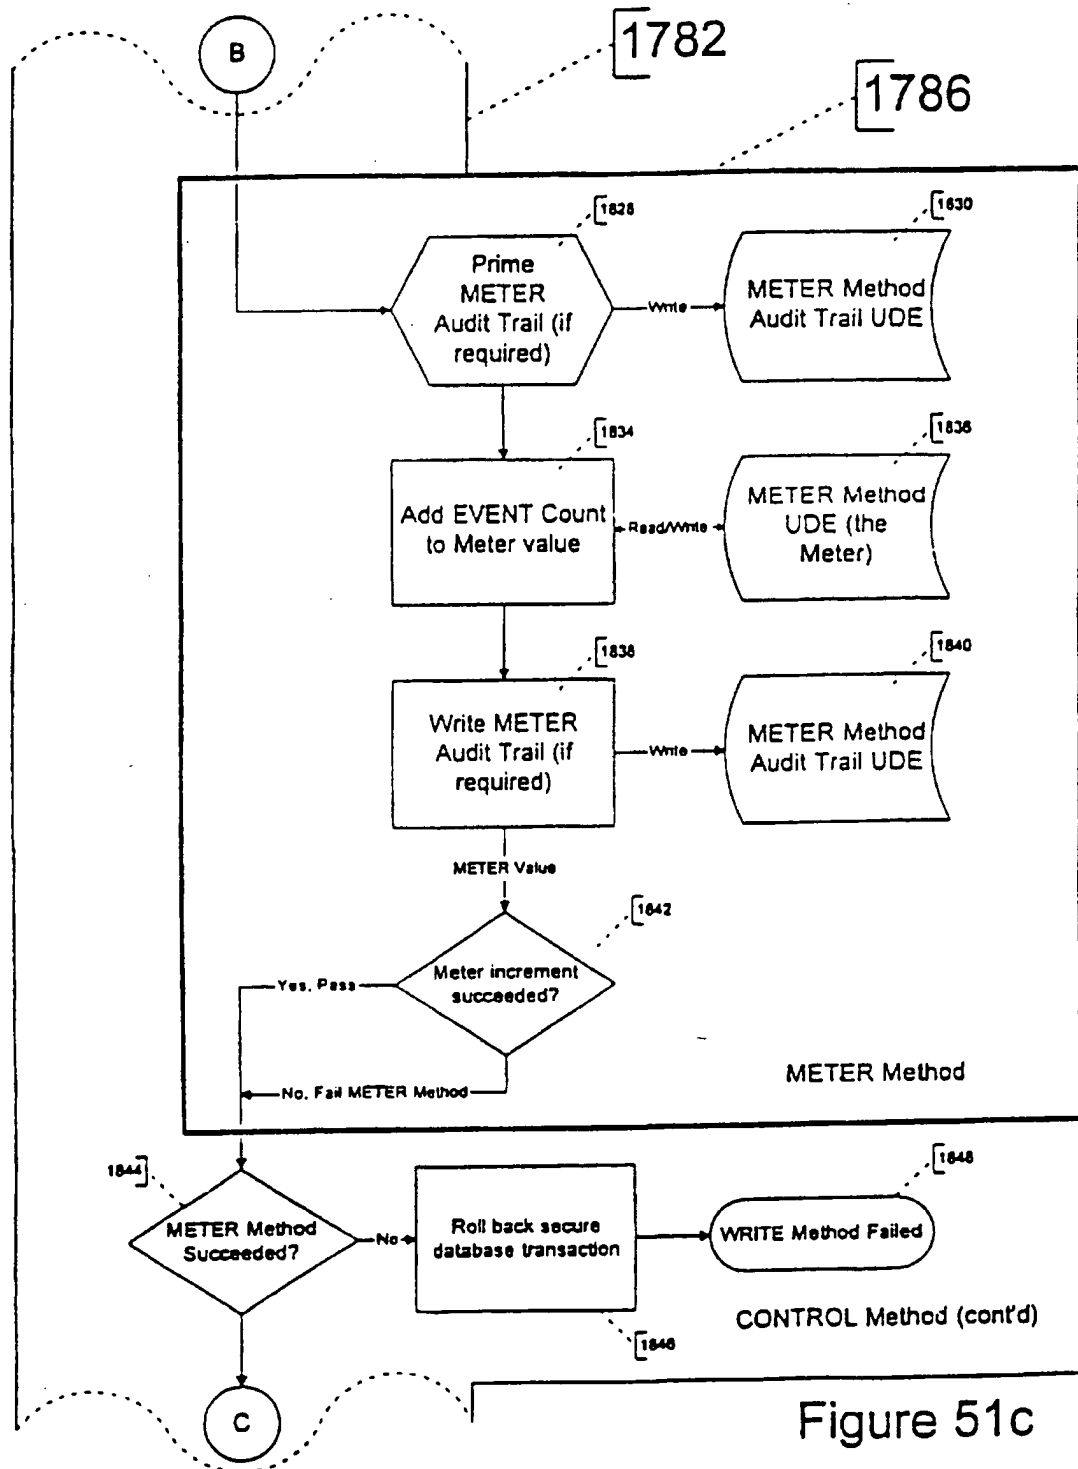 B
1782
1786
1828
Prime
METER
Audit Trail (if
required)
Write
1830
METER Method
Audit Trail UDE
1834
Add EVENT Count
to Meter value
Read/Write
1836
METER Method
UDE (the
Meter)
1838
Write METER
Audit Trail (if
required)
Write
1840
METER Method
Audit Trail UDE
METER Value
1842
Meter increment
succeeded?
Yes, Pass
No, Fail METER Method
METER Method
1844
METER Method
Succeeded?
No
Roll back secure
database transaction
1846
1848
WRITE Method Failed
CONTROL Method (cont'd)
C
Figure 51c